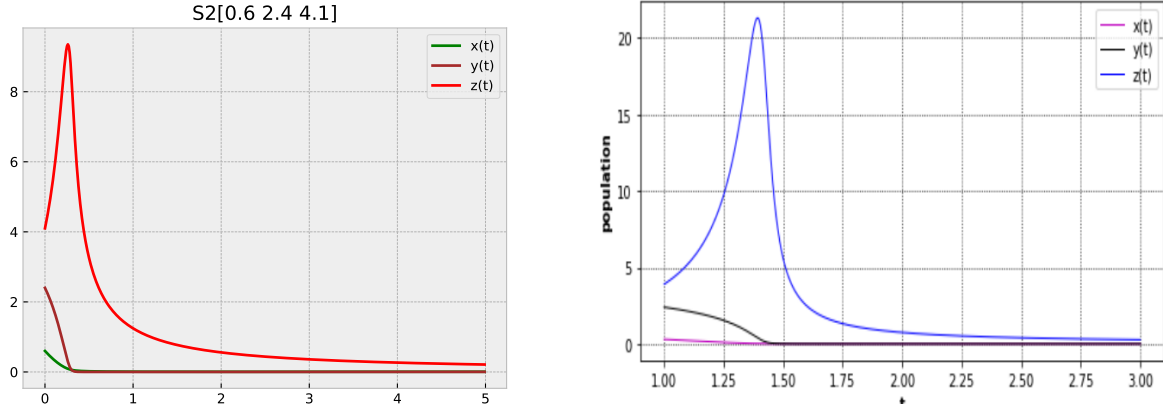 S2[0.6 2.4 4.1]
x(t)
y(t)
z(t)
8
6
4
2
0
0 1 2 3 4 5
x(t)
y(t)
z(t)
population
20
15
10
5
0
1.00 1.25 1.50 1.75 2.00 2.25 2.50 2.75 3.00
t